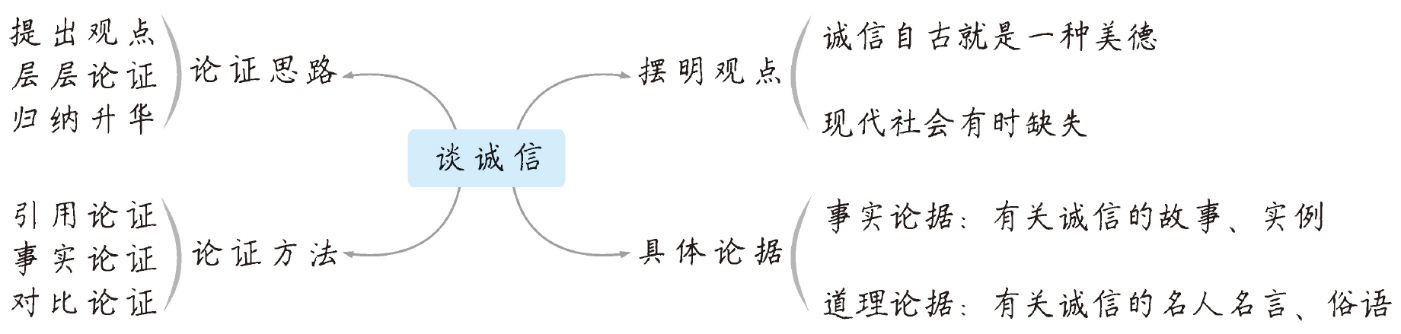 提出观点
层层论证
归纳升华
论证思路
引用论证
事实论证
对比论证
论证方法
谈诚信
摆明观点
诚信自古就是一种美德
现代社会有时缺失
具体论据
事实论据：有关诚信的故事、实例
道理论据：有关诚信的名人名言、俗语